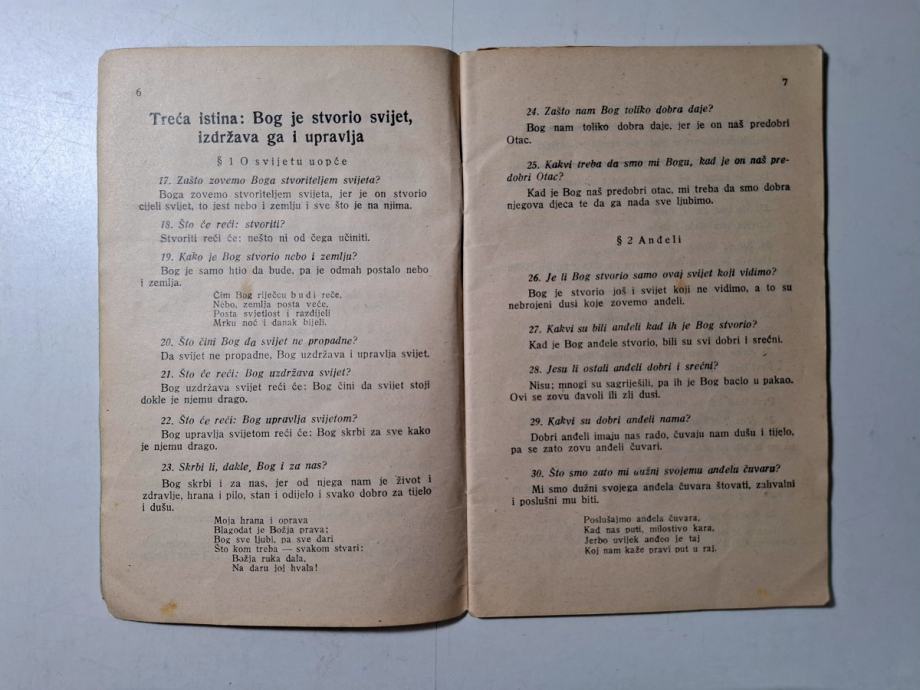 6
Treća istina: Bog je stvorio svijet,
izdržava ga i upravlja
§ 1 O svijetu uopće
17. Zašto zovemo Boga stvoriteljem svijeta?
Boga zovemo stvoriteljem svijeta, jer je on stvorio
cijeli svijet, to jest nebo i zemlju i sve što je na njima.
18. Što će reći: stvoriti?
Stvoriti reći će: nešto ni od čega učiniti.
19. Kako je Bog stvorio nebo i zemlju?
Bog je samo htio da bude, pa je odmah postalo nebo
i zemlja.
Čim Bog riječcu budi reče,
Nebo, zemlja posta veće,
Posta svjetlost i razdijeli
Mrku noć i danak bijeli.
20. Što čini Bog da svijet ne propadne?
Da svijet ne propadne, Bog uzdržava i upravlja svijet.
21. Što će reći: Bog uzdržava svijet?
Bog uzdržava svijet reći će: Bog čini da svijet stoji
dokle je njemu drago.
22. Što će reći: Bog upravlja svijetom?
Bog upravlja svijetom reći će: Bog skrbi za sve kako
je njemu drago.
23. Skrbi li, dakle, Bog i za nas?
Bog skrbi i za nas, jer od njega nam je život i
zdravlje, hrana i pilo, stan i odijelo i svako dobro za tijelo
i dušu.
Moja hrana i oprava
Blagodat je Božja prava;
Bog sve ljubi, pa sve dari
Što kom treba — svakom stvari:
Božja ruka dala,
Na daru joj hvala!
7
24. Zašto nam Bog toliko dobra daje?
Bog nam toliko dobra daje, jer je on naš predobri
Otac.
25. Kakvi treba da smo mi Bogu, kad je on naš pre-
dobri Otac?
Kad je Bog naš predobri otac, mi treba da smo dobra
njegova djeca te da ga nada sve ljubimo.
§ 2 Anđeli
26. Je li Bog stvorio samo ovaj svijet koji vidimo?
Bog je stvorio još i svijet koji ne vidimo, a to su
nebrojeni dusi koje zovemo anđeli.
27. Kakvi su bili anđeli kad ih je Bog stvorio?
Kad je Bog anđele stvorio, bili su svi dobri i srećni.
28. Jesu li ostali anđeli dobri i srećni?
Nisu; mnogi su sagriješili, pa ih je Bog bacio u pakao.
Ovi se zovu đavoli ili zli dusi.
29. Kakvi su dobri anđeli nama?
Dobri anđeli imaju nas rado, čuvaju nam dušu i tijelo,
pa se zato zovu anđeli čuvari.
30. Što smo zato mi dužni svojemu anđelu čuvaru?
Mi smo dužni svojega anđela čuvara štovati, zahvalni
i poslušni mu biti.
Poslušajmo anđela čuvara,
Kad nas puti, milostivo kara,
Jerbo uvijek anđeo je taj
Koj nam kaže pravi put u raj.